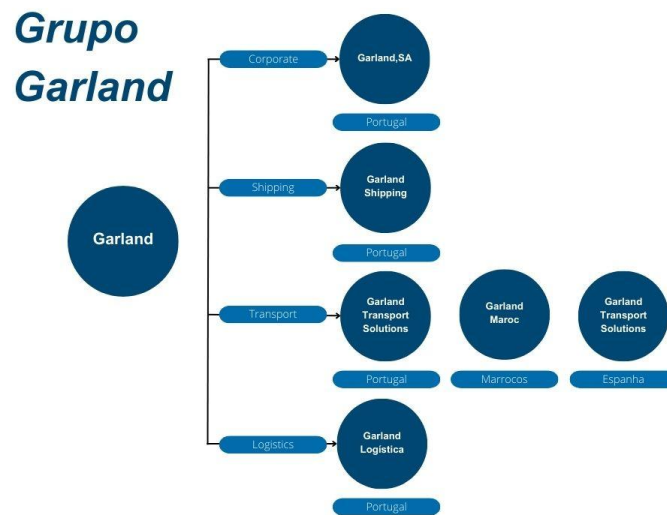 Grupo
Garland
Garland
Corporate
Garland,SA
Portugal
Shipping
Garland
Shipping
Portugal
Transport
Garland
Transport
Solutions
Portugal
Garland
Maroc
Marrocos
Garland
Transport
Solutions
Espanha
Logistics
Garland
Logística
Portugal